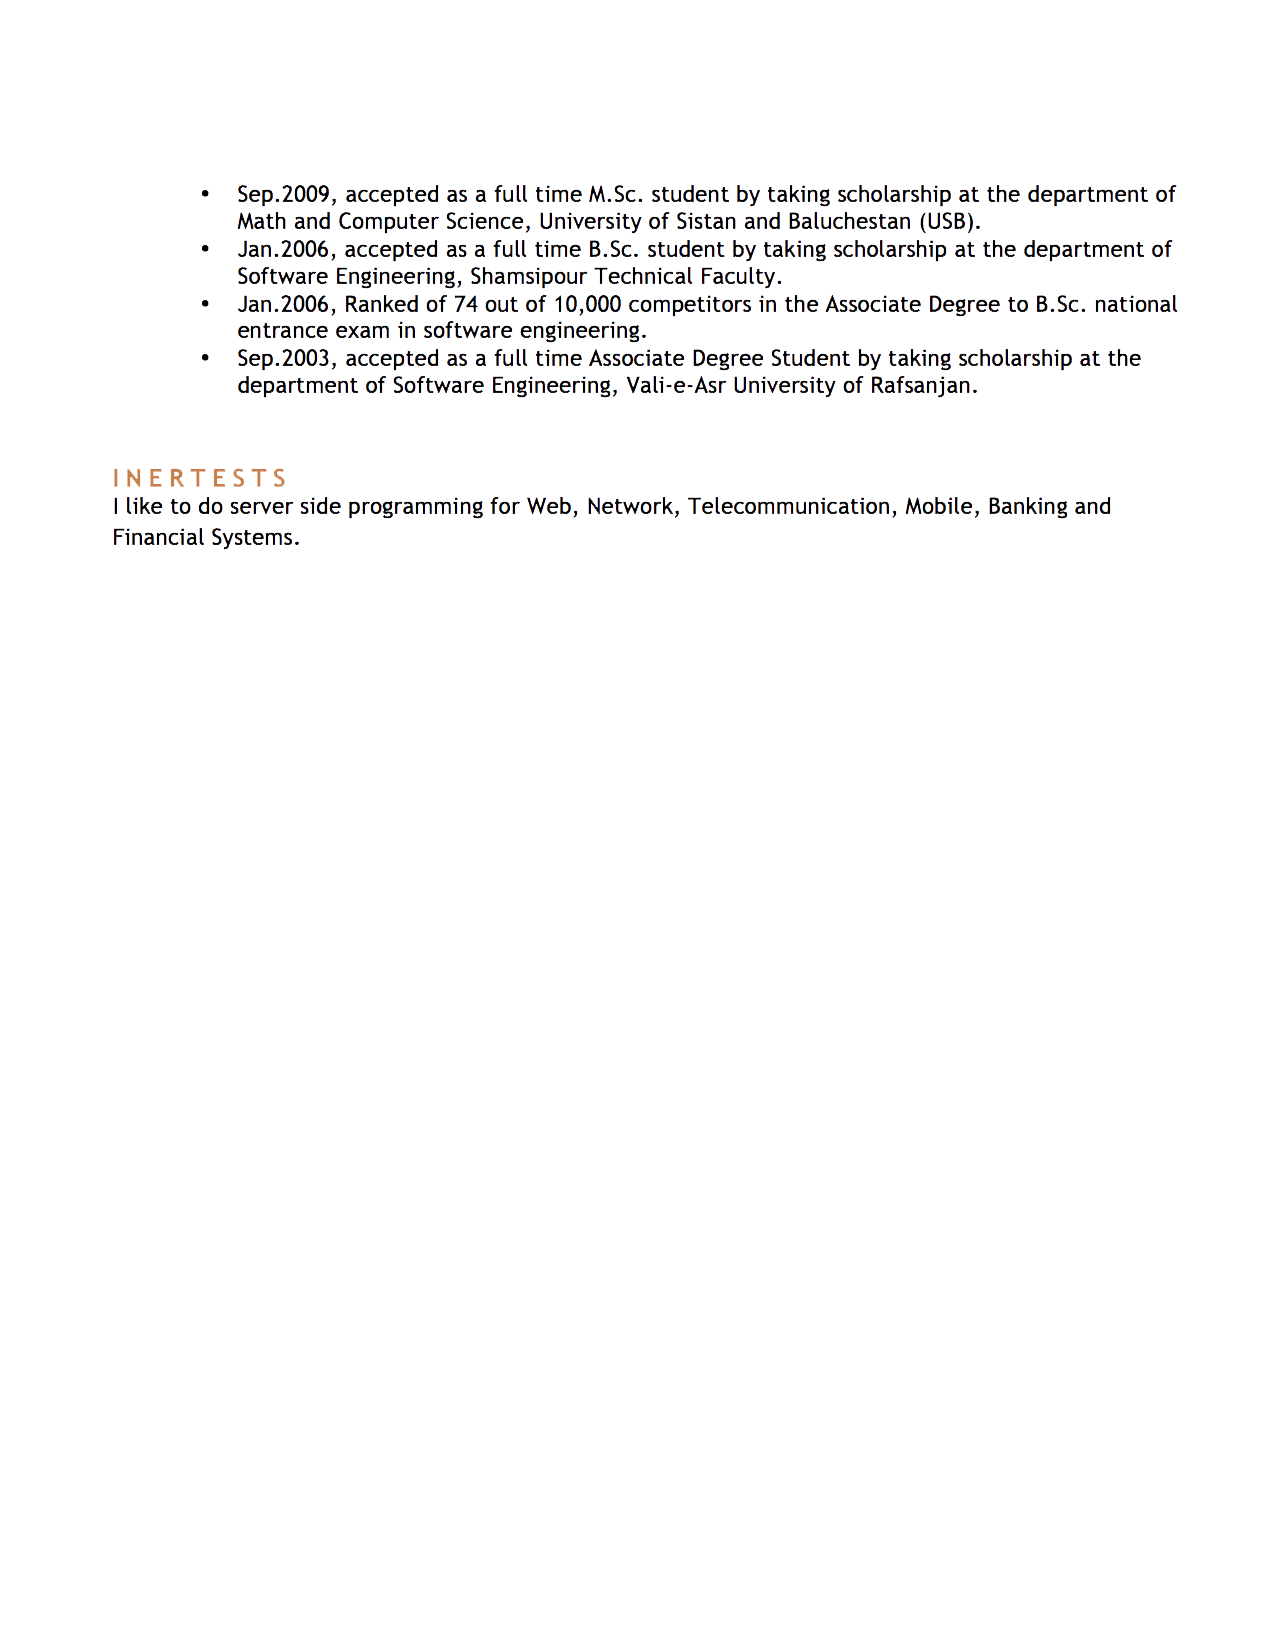 • Sep.2009, accepted as a full time M.Sc. student by taking scholarship at the department of
Math and Computer Science, University of Sistan and Baluchestan (USB).
• Jan.2006, accepted as a full time B.Sc. student by taking scholarship at the department of
Software Engineering, Shamsipour Technical Faculty.
• Jan.2006, Ranked of 74 out of 10,000 competitors in the Associate Degree to B.Sc. national
entrance exam in software engineering.
• Sep.2003, accepted as a full time Associate Degree Student by taking scholarship at the
department of Software Engineering, Vali-e-Asr University of Rafsanjan.
INERTESTS
I like to do server side programming for Web, Network, Telecommunication, Mobile, Banking and
Financial Systems.